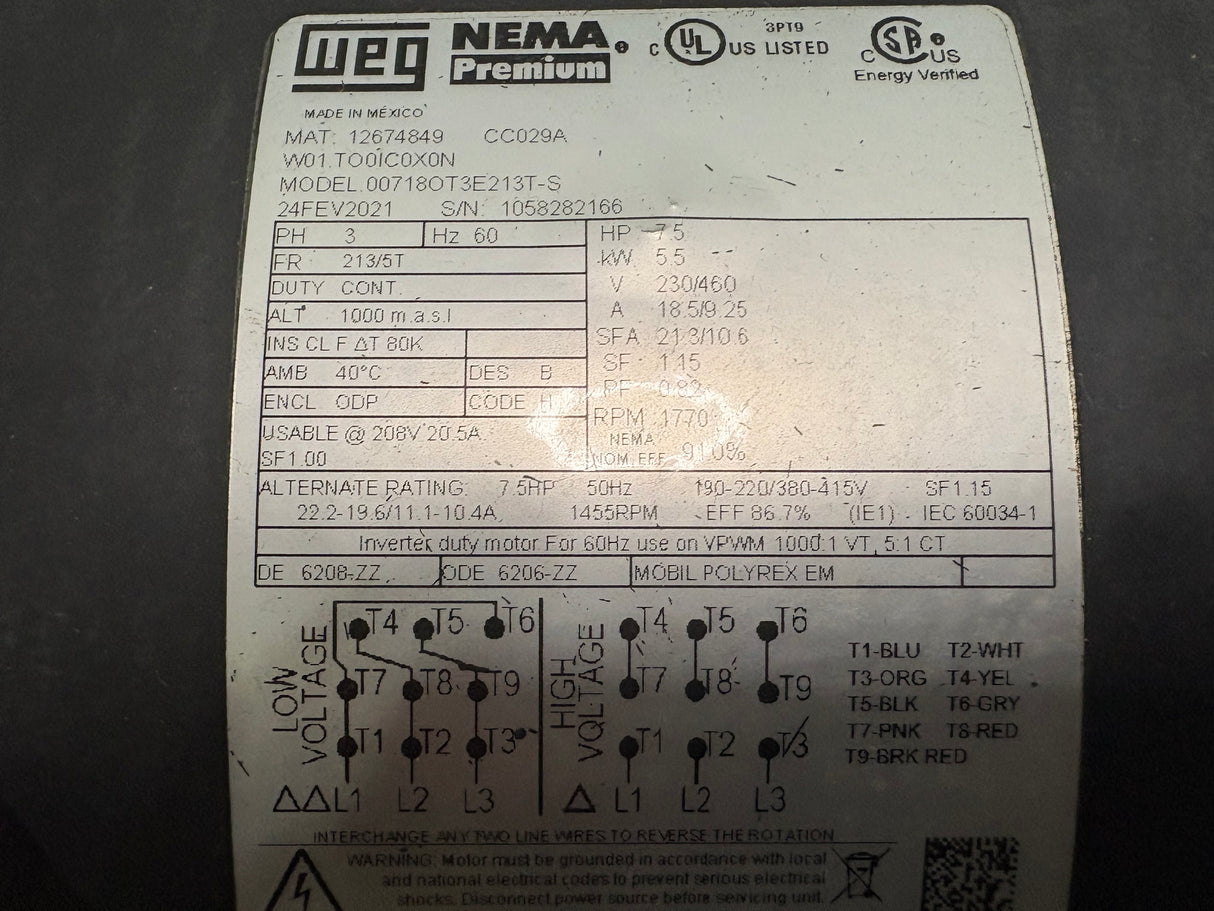 WEG NEMA Premium c UL US LISTED 3PT9 c SA US
Energy Verified
MADE IN MÉXICO
MAT: 12674849 CC029A
W01.TO0IC0X0N
MODEL.00718OT3E213T-S
24FEV2021 S/N: 1058282166
PH 3 Hz 60
FR 213/5T
DUTY CONT.
ALT 1000 m.a.s.l
INS CL F ΔT 80K
AMB 40°C DES B
ENCL ODP CODE H
USABLE @ 208V 20.5A
SF1.00
HP 7.5
kW 5.5
V 230/460
A 18.5/9.25
SFA 21.3/10.6
SF 1.15
PF 0.82
RPM 1770
NEMA
NOM. EFF 91.0%
ALTERNATE RATING: 7.5HP 50Hz 190-220/380-415V SF1.15
22.2-19.6/11.1-10.4A 1455RPM EFF 86.7% (IE1) IEC 60034-1
Invertek duty motor For 60Hz use on VPWM 1000:1 VT, 5:1 CT
DE 6208-ZZ ODE 6206-ZZ MOBIL POLYREX EM
LOW VOLTAGE
T4 T5 T6
T7 T8 T9
T1 T2 T3
ΔΔ L1 L2 L3
HIGH VOLTAGE
T4 T5 T6
T7 T8 T9
T1 T2 T3
Δ L1 L2 L3
T1-BLU T2-WHT
T3-ORG T4-YEL
T5-BLK T6-GRY
T7-PNK T8-RED
T9-BRK RED
INTERCHANGE ANY TWO LINE WIRES TO REVERSE THE ROTATION
WARNING: Motor must be grounded in accordance with local
and national electrical codes to prevent serious electrical
shocks. Disconnect power source before servicing unit.